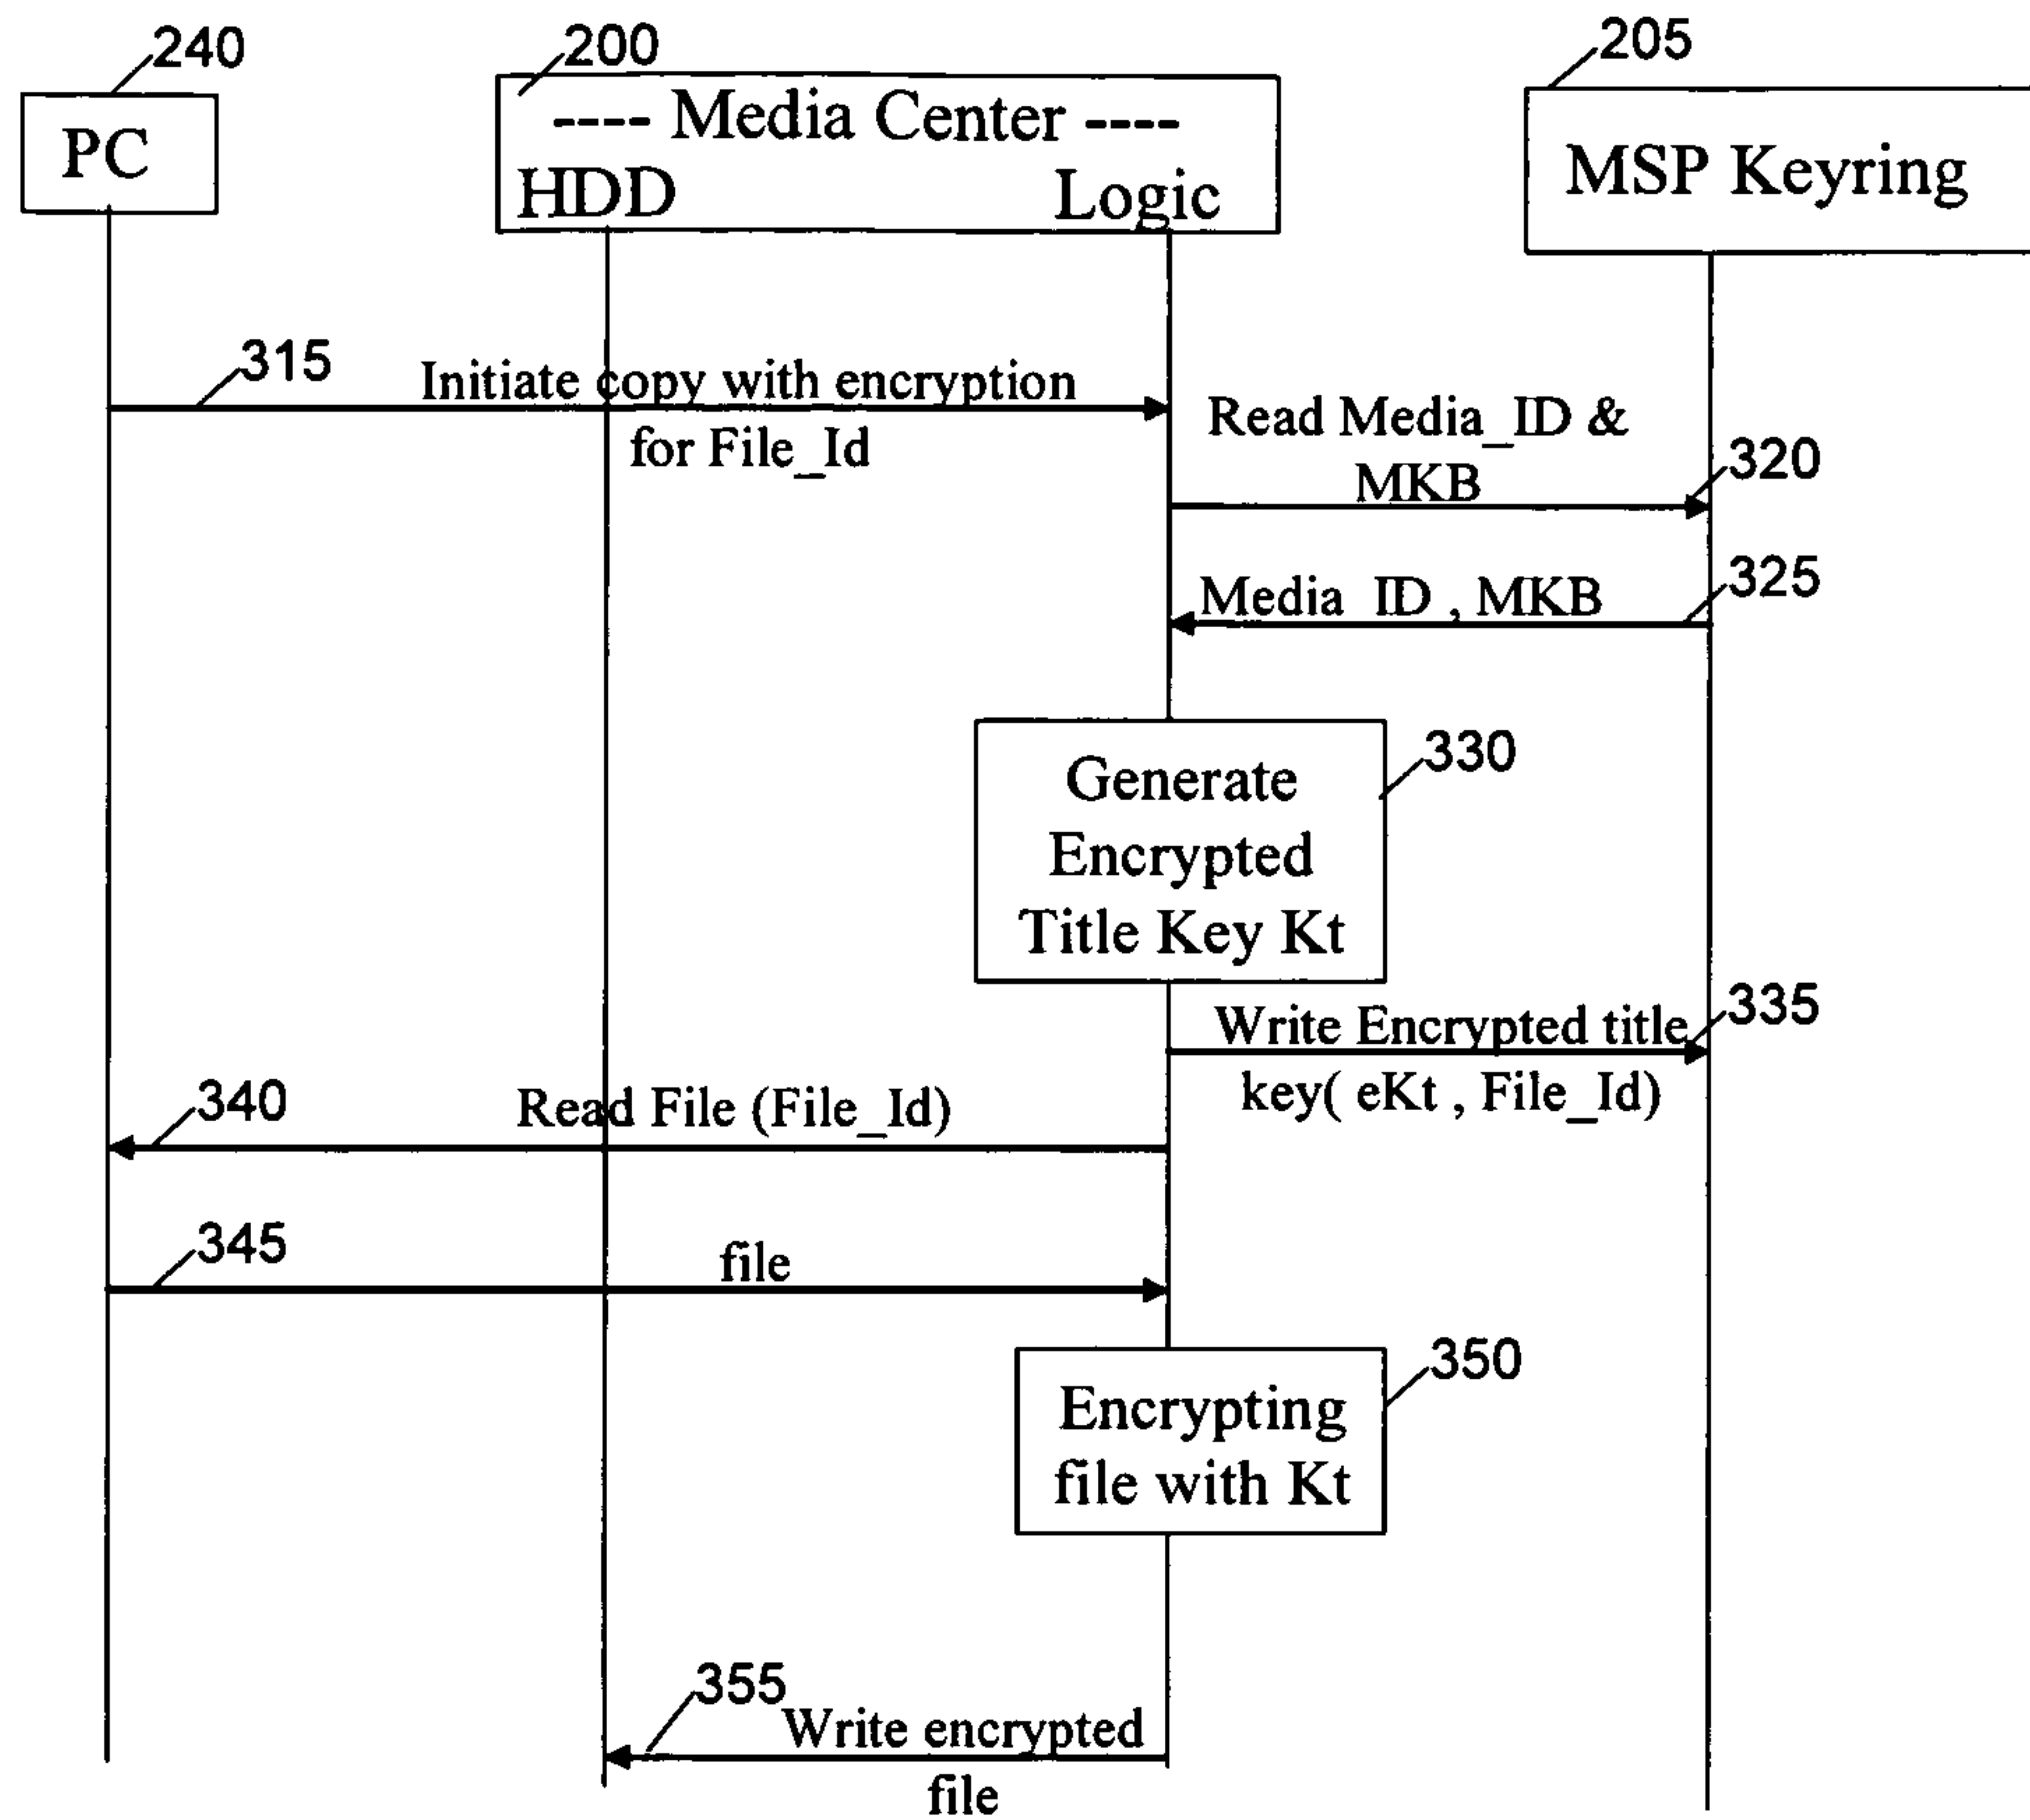 240
200
205
PC
---- Media Center ----
HDD Logic
MSP Keyring
315
Initiate copy with encryption
for File_Id
Read Media_ID &
MKB
320
325
Media ID , MKB
330
Generate
Encrypted
Title Key Kt
335
Write Encrypted title
key( eKt , File_Id)
340
Read File (File_Id)
345
file
350
Encrypting
file with Kt
355
Write encrypted
file